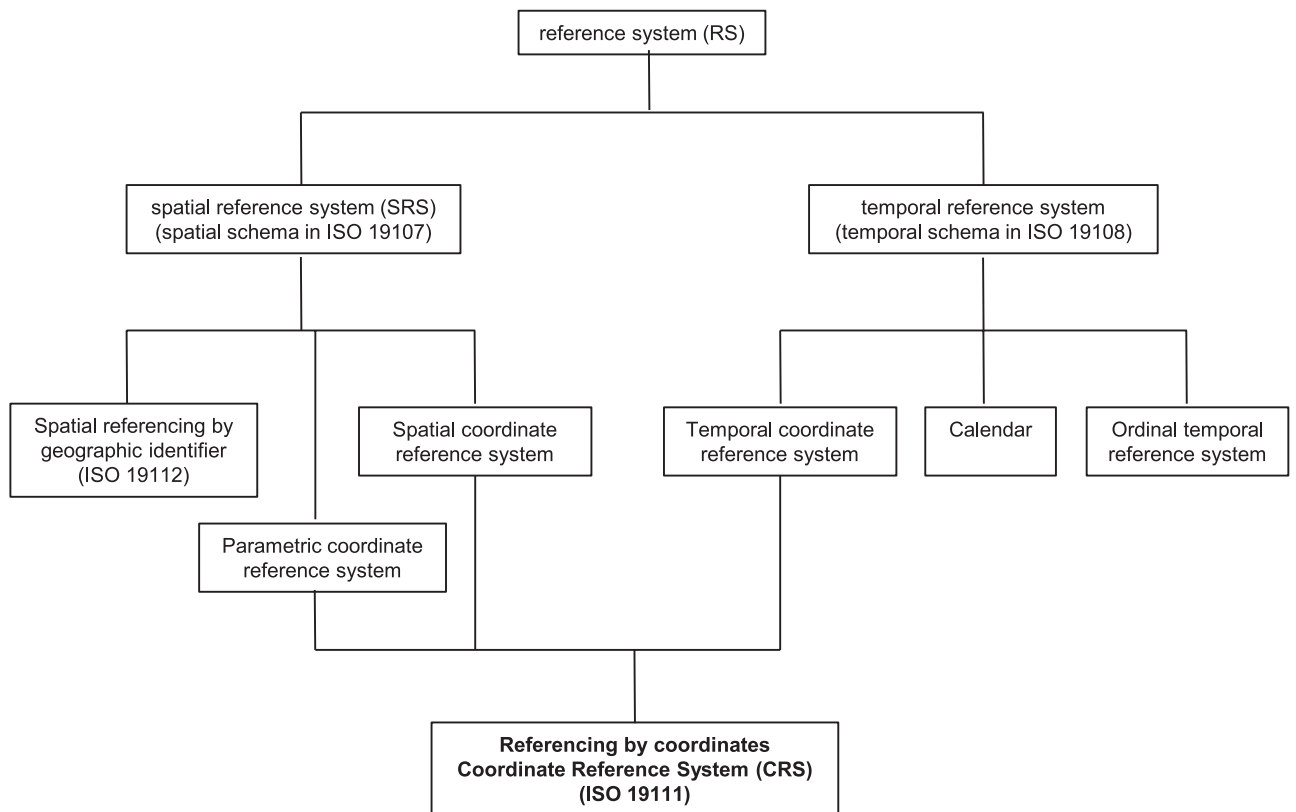 reference system (RS)
spatial reference system (SRS)
(spatial schema in ISO 19107)
temporal reference system
(temporal schema in ISO 19108)
Spatial referencing by
geographic identifier
(ISO 19112)
Spatial coordinate
reference system
Temporal coordinate
reference system
Calendar
Ordinal temporal
reference system
Parametric coordinate
reference system
Referencing by coordinates
Coordinate Reference System (CRS)
(ISO 19111)